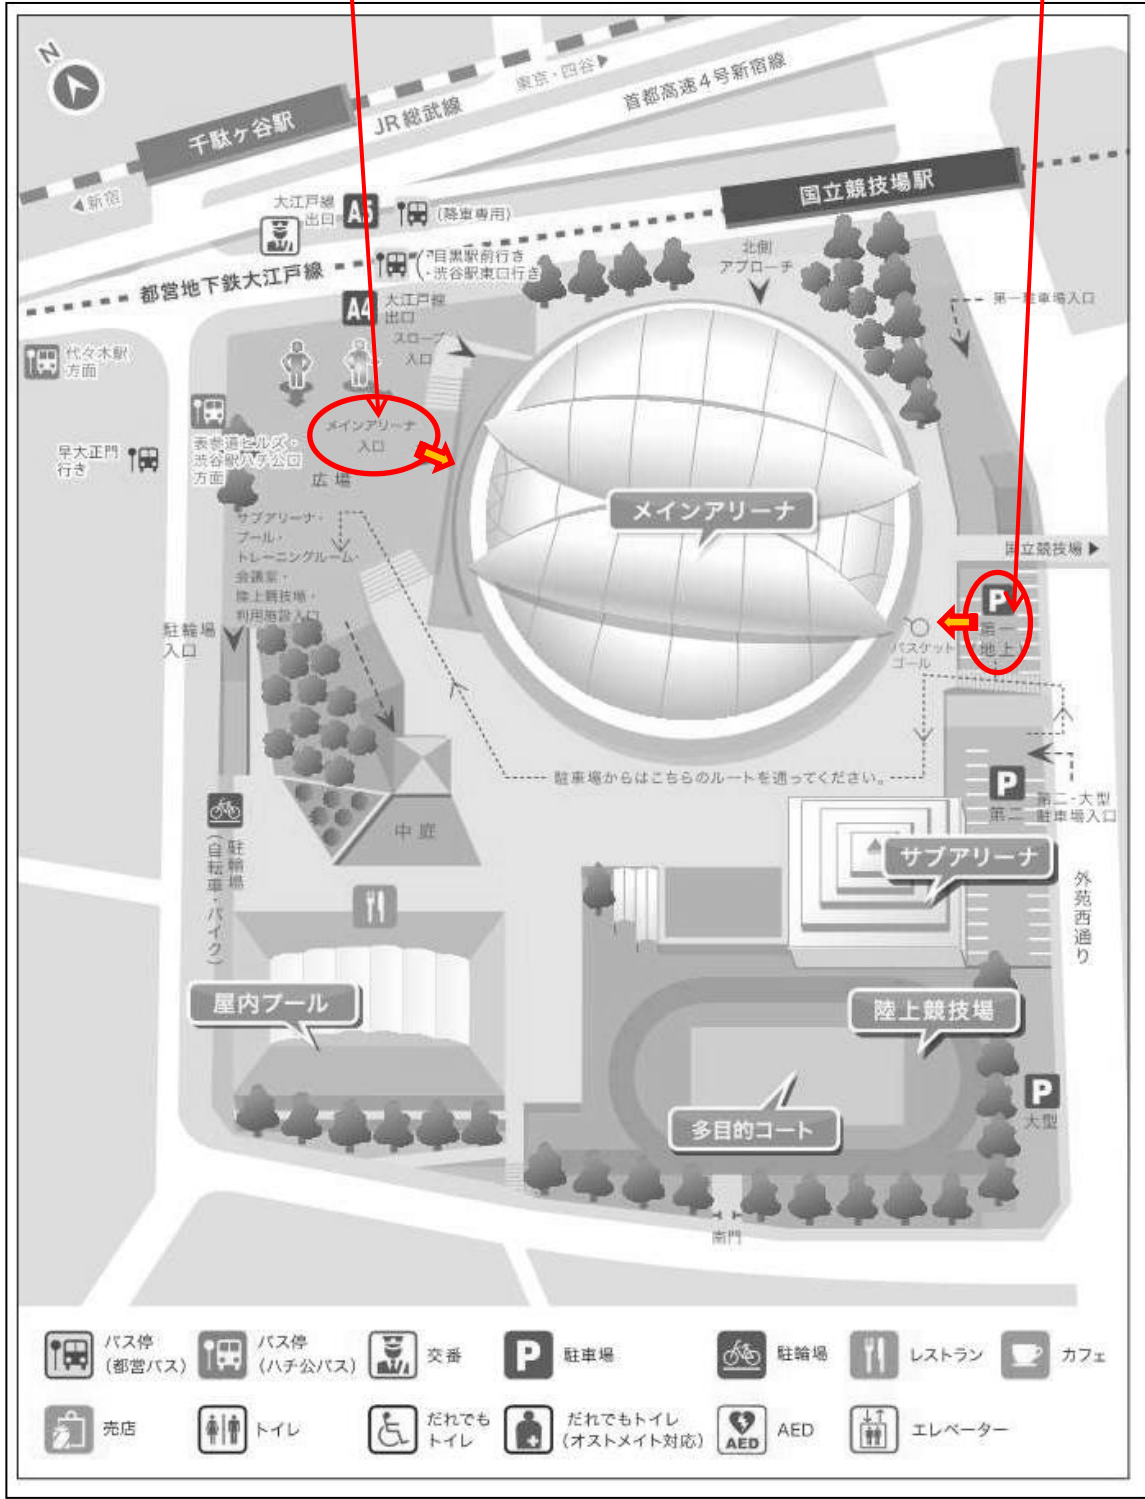 N
千駄ヶ谷駅
JR総武線
東京・四谷▶
首都高速4号新宿線
◀新宿
国立競技場駅
大江戸線
出口
A5
(降車専用)
都営地下鉄大江戸線
・目黒駅前行き
・渋谷駅東口行き
北側
アプローチ
A4
大江戸線
出口
スロープ
入口
第一駐車場入口
代々木駅
方面
メインアリーナ
入口
表参道ヒルズ・
渋谷駅ハチ公口
方面
早大正門
行き
広場
メインアリーナ
サブアリーナ・
プール・
トレーニングルーム・
会議室・
陸上競技場・
利用施設入口
国立競技場▶
P
第一
(地上)
駐輪場
入口
バスケット
ゴール
駐車場からはこちらのルートを通ってください。
P
第二
第二・大型
駐車場入口
駐輪場
(自転車・バイク)
中庭
サブアリーナ
外苑西通り
屋内プール
陸上競技場
P
大型
多目的コート
南門
バス停
(都営バス)
バス停
(ハチ公バス)
交番
P
駐車場
駐輪場
レストラン
カフェ
売店
トイレ
だれでも
トイレ
だれでもトイレ
(オストメイト対応)
AED
AED
エレベーター